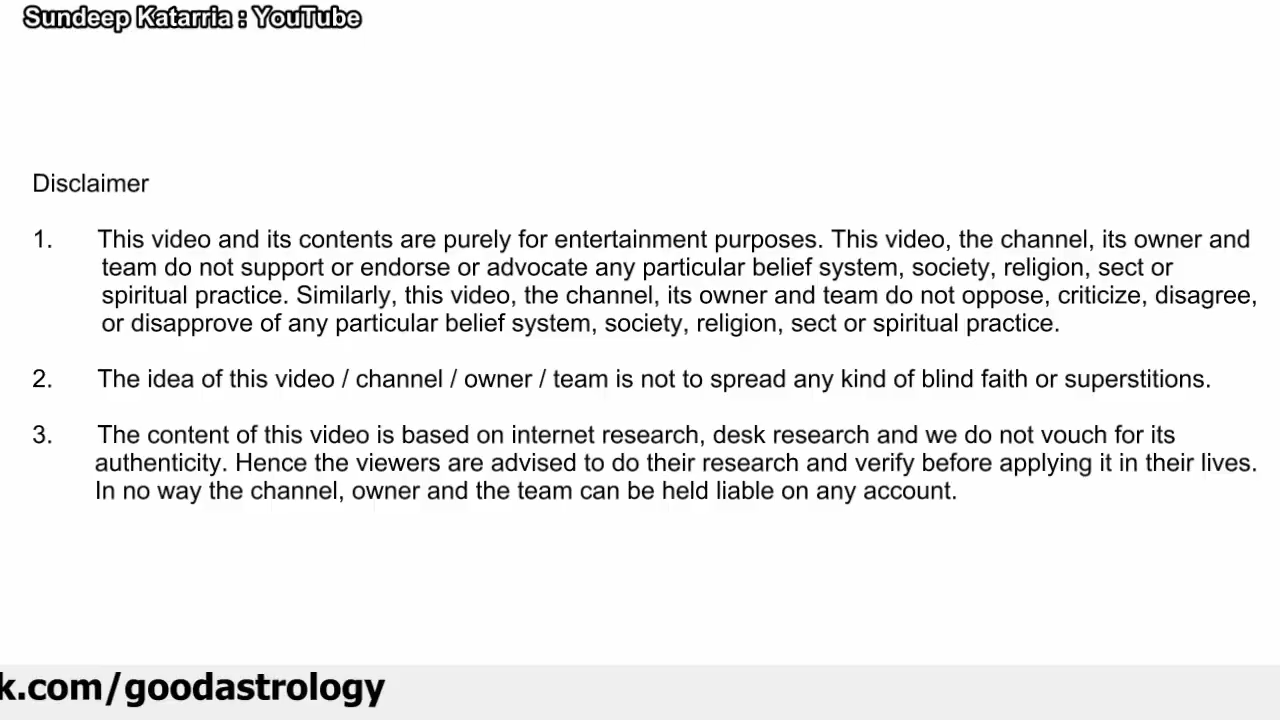 Sundeep Katarria : YouTube
Disclaimer
1. This video and its contents are purely for entertainment purposes. This video, the channel, its owner and
team do not support or endorse or advocate any particular belief system, society, religion, sect or
spiritual practice. Similarly, this video, the channel, its owner and team do not oppose, criticize, disagree,
or disapprove of any particular belief system, society, religion, sect or spiritual practice.
2. The idea of this video / channel / owner / team is not to spread any kind of blind faith or superstitions.
3. The content of this video is based on internet research, desk research and we do not vouch for its
authenticity. Hence the viewers are advised to do their research and verify before applying it in their lives.
In no way the channel, owner and the team can be held liable on any account.
k.com/goodastrology